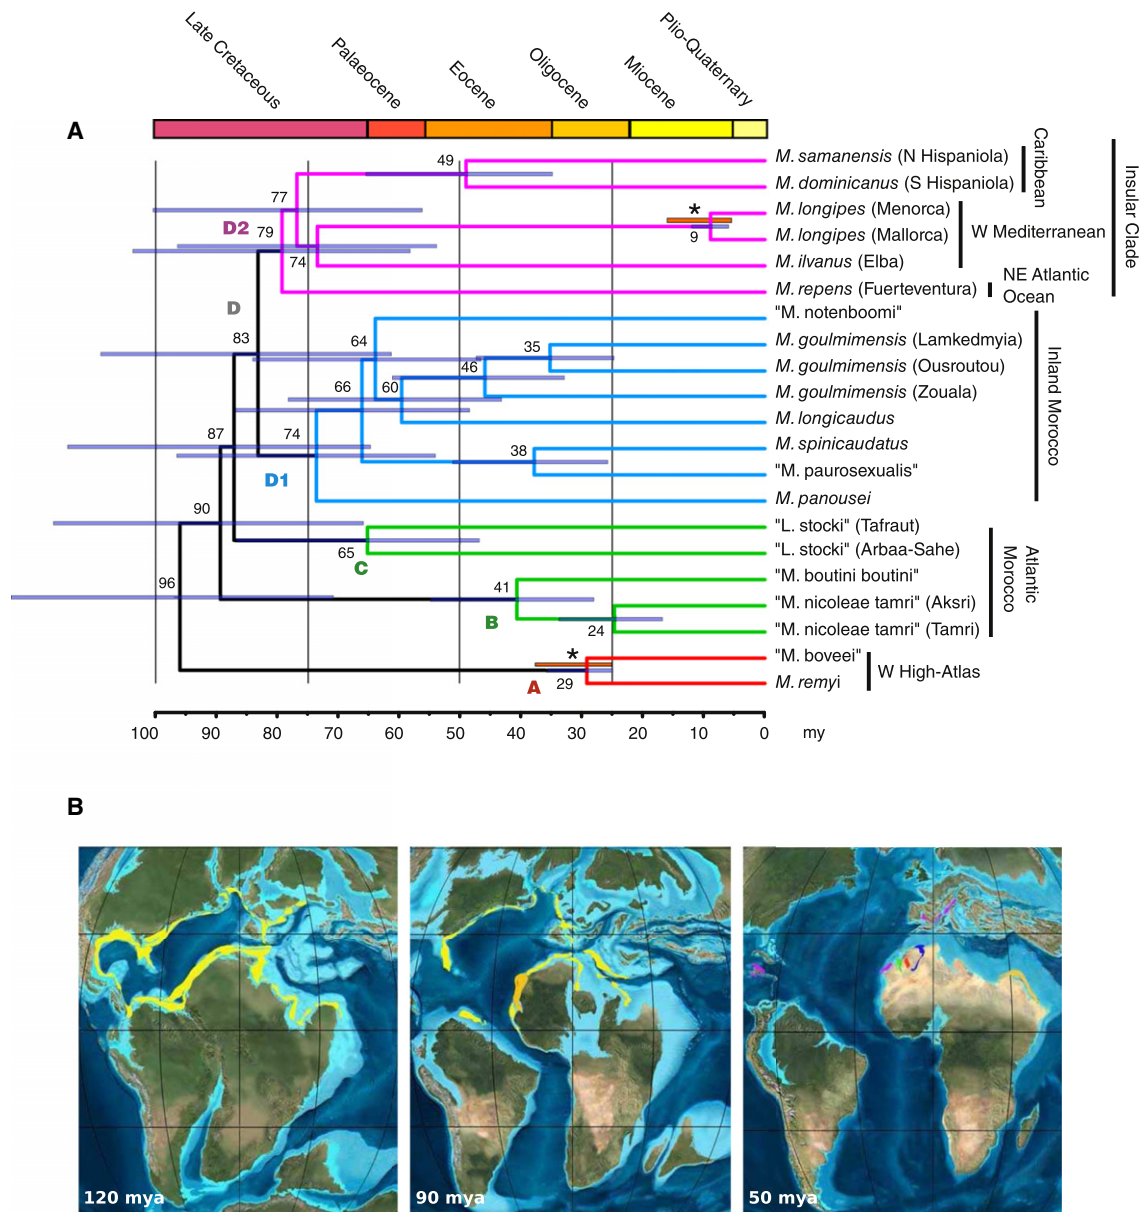 Late Cretaceous
Palaeocene
Eocene
Oligocene
Miocene
Plio-Quaternary
A
49
M. samanensis (N Hispaniola)
M. dominicanus (S Hispaniola)
Caribbean
77
D2
79
74
*
9
M. longipes (Menorca)
M. longipes (Mallorca)
M. ilvanus (Elba)
W Mediterranean
M. repens (Fuerteventura)
NE Atlantic
Ocean
Insular Clade
D
83
64
35
46
66
60
"M. notenboomi"
M. goulmimensis (Lamkedmyia)
M. goulmimensis (Ousroutou)
M. goulmimensis (Zouala)
M. longicaudus
87
74
38
D1
M. spinicaudatus
"M. paurosexualis"
M. panousei
Inland Morocco
90
65
C
"L. stocki" (Tafraut)
"L. stocki" (Arbaa-Sahe)
96
41
B
24
"M. boutini boutini"
"M. nicoleae tamri" (Aksri)
"M. nicoleae tamri" (Tamri)
Atlantic
Morocco
*
A
29
"M. boveei"
M. remyi
W High-Atlas
100 90 80 70 60 50 40 30 20 10 0 my
B
120 mya
90 mya
50 mya